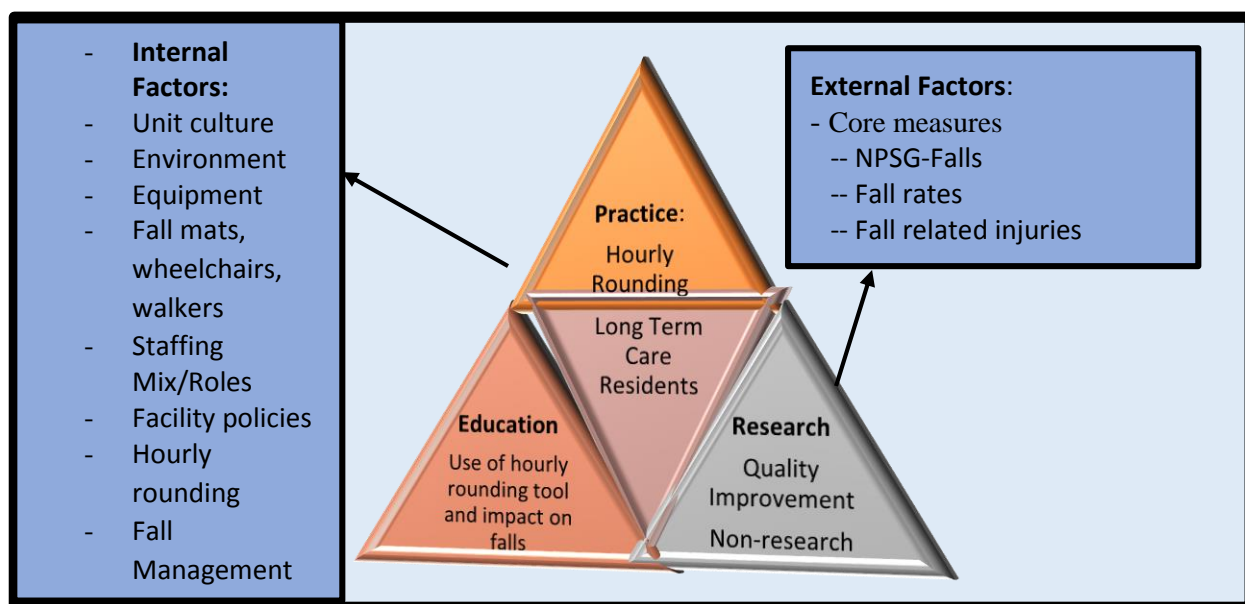 - Internal
Factors:
- Unit culture
- Environment
- Equipment
- Fall mats,
wheelchairs,
walkers
- Staffing
Mix/Roles
- Facility policies
- Hourly
rounding
- Fall
Management
Practice:
Hourly
Rounding
Long Term
Care
Residents
Education
Use of hourly
rounding tool
and impact on
falls
Research
Quality
Improvement
Non-research
External Factors:
- Core measures
-- NPSG-Falls
-- Fall rates
-- Fall related injuries